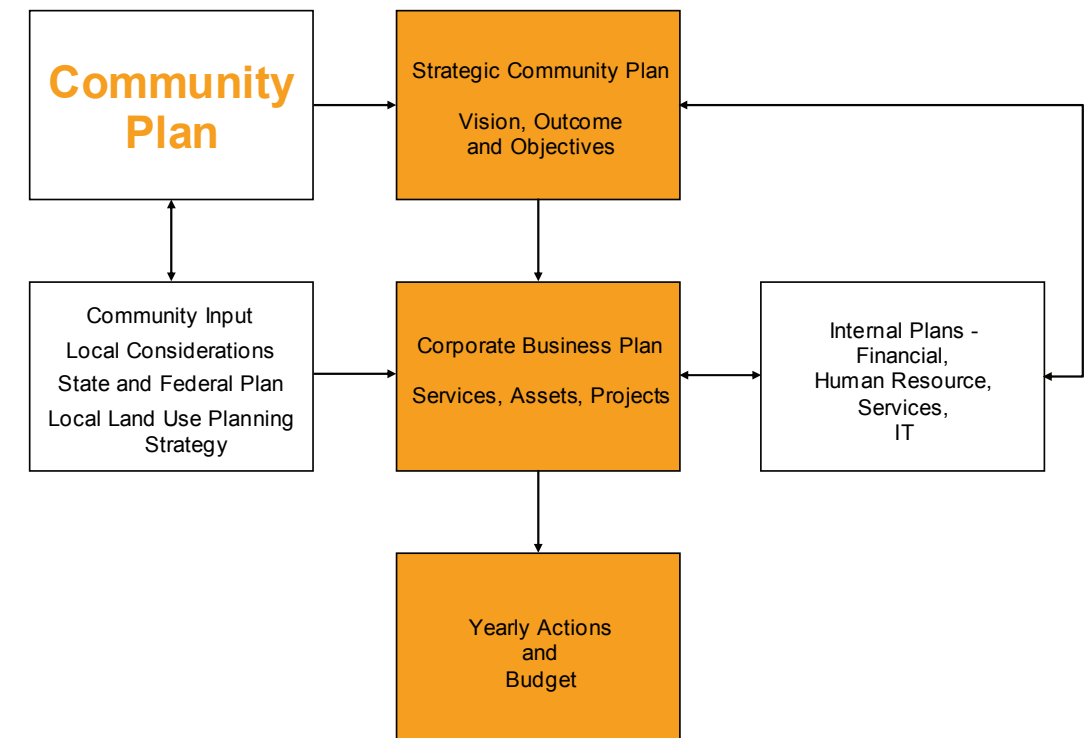 Community
Plan
Strategic Community Plan
Vision, Outcome
and Objectives
Community Input
Local Considerations
State and Federal Plan
Local Land Use Planning
Strategy
Corporate Business Plan
Services, Assets, Projects
Internal Plans -
Financial,
Human Resource,
Services,
IT
Yearly Actions
and
Budget